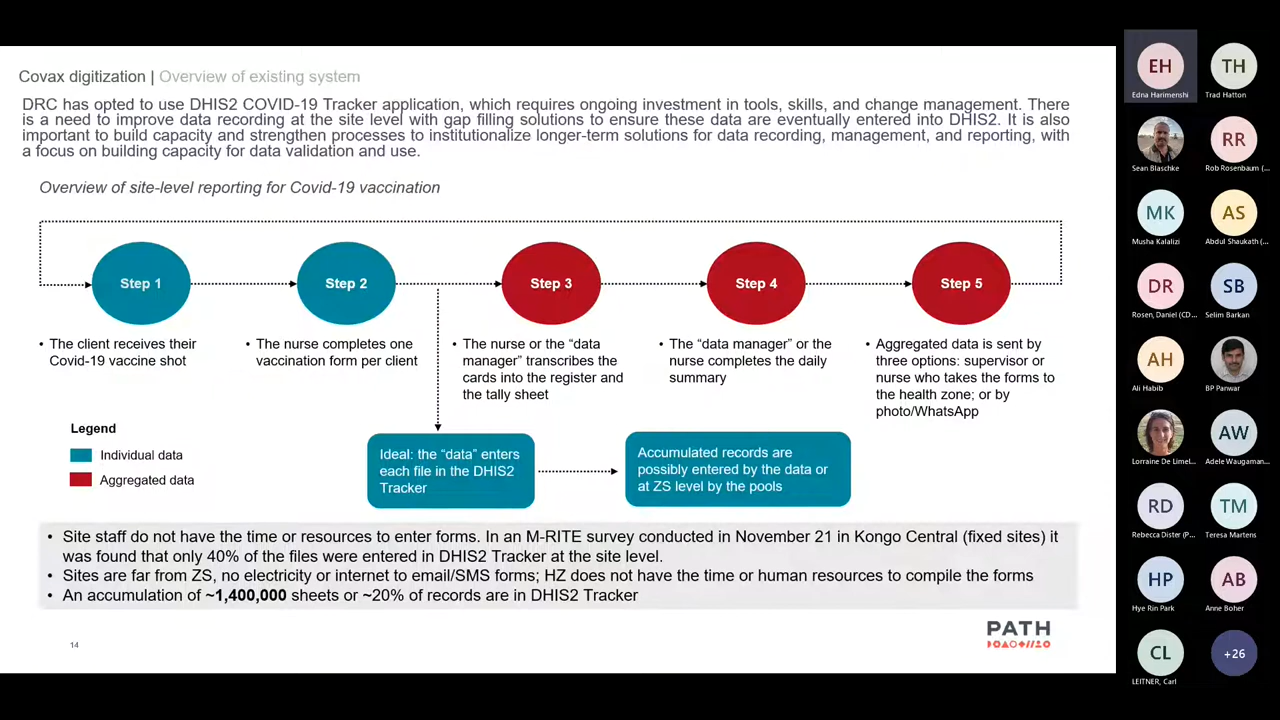 Covax digitization | Overview of existing system
DRC has opted to use DHIS2 COVID-19 Tracker application, which requires ongoing investment in tools, skills, and change management. There
is a need to improve data recording at the site level with gap filling solutions to ensure these data are eventually entered into DHIS2. It is also
important to build capacity and strengthen processes to institutionalize longer-term solutions for data recording, management, and reporting, with
a focus on building capacity for data validation and use.
Overview of site-level reporting for Covid-19 vaccination
Step 1
Step 2
Step 3
Step 4
Step 5
• The client receives their
Covid-19 vaccine shot
• The nurse completes one
vaccination form per client
• The nurse or the “data
manager” transcribes the
cards into the register and
the tally sheet
• The “data manager” or the
nurse completes the daily
summary
• Aggregated data is sent by
three options: supervisor or
nurse who takes the forms to
the health zone; or by
photo/WhatsApp
Legend
Individual data
Aggregated data
Ideal: the “data” enters
each file in the DHIS2
Tracker
Accumulated records are
possibly entered by the data or
at ZS level by the pools
• Site staff do not have the time or resources to enter forms. In an M-RITE survey conducted in November 21 in Kongo Central (fixed sites) it
was found that only 40% of the files were entered in DHIS2 Tracker at the site level.
• Sites are far from ZS, no electricity or internet to email/SMS forms; HZ does not have the time or human resources to compile the forms
• An accumulation of ~1,400,000 sheets or ~20% of records are in DHIS2 Tracker
14
PATH
EH
Edna Harimenshi
TH
Trad Hatton
Sean Blaschke
RR
Rob Rosenbaum (...
MK
Musha Kalalizi
AS
Abdul Shaukath (...
DR
Rosen, Daniel (CD...
SB
Selim Barkan
AH
Ali Habib
BP Panwar
Lorraine De Limel...
AW
Adele Waugaman...
RD
Rebecca Dister (P...
TM
Teresa Martens
HP
Hye Rin Park
AB
Anne Boher
CL
LEITNER, Carl
+26